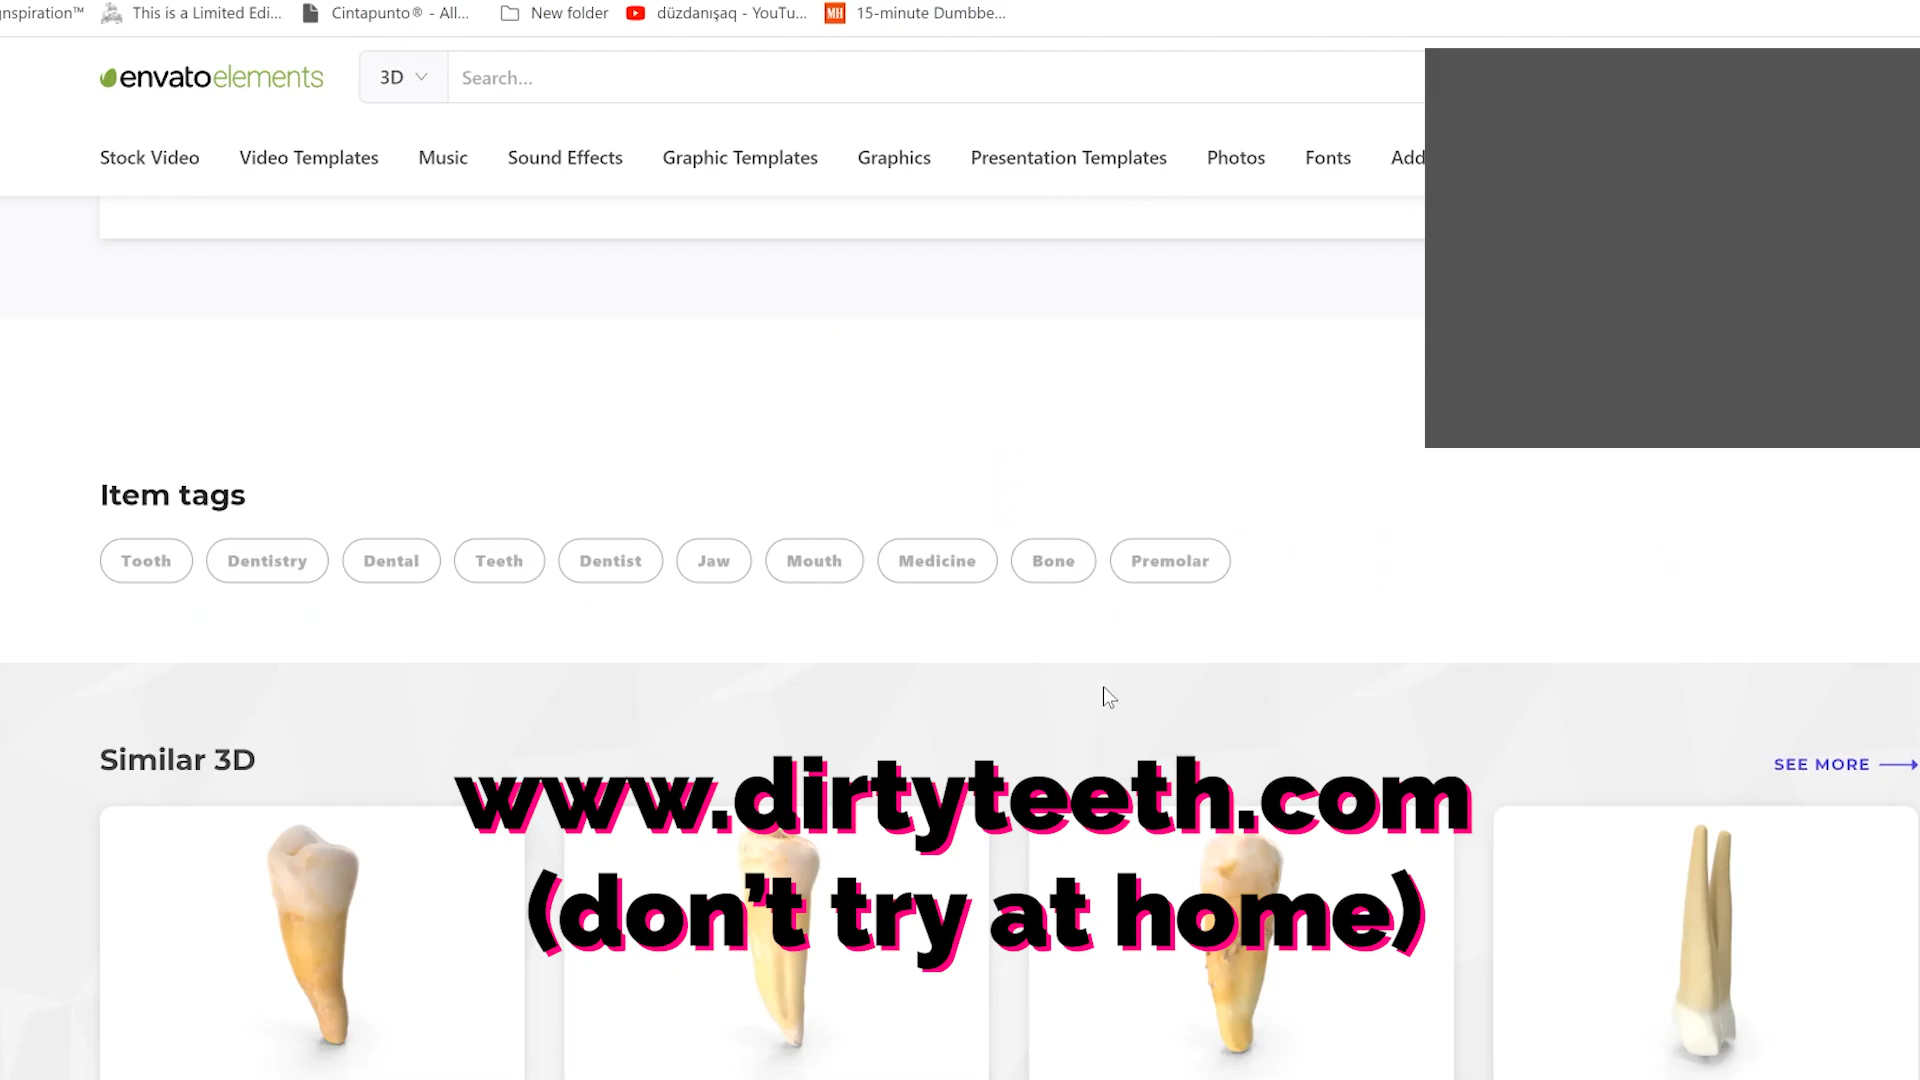 This is a Limited Edi...
Cintapunto® - All...
New folder
düzdanışaq - YouTu...
15-minute Dumbbe...
envatoelements
3D
Search...
Stock Video
Video Templates
Music
Sound Effects
Graphic Templates
Graphics
Presentation Templates
Photos
Fonts
Add
Item tags
Tooth
Dentistry
Dental
Teeth
Dentist
Jaw
Mouth
Medicine
Bone
Premolar
Similar 3D
SEE MORE
www.dirtyteeth.com
(don't try at home)